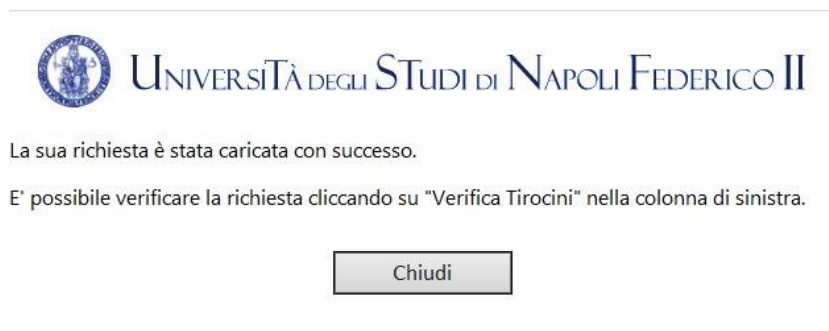 UNIVERSITÀ DEGLI STUDI DI NAPOLI FEDERICO II
La sua richiesta è stata caricata con successo.
E' possibile verificare la richiesta cliccando su "Verifica Tirocini" nella colonna di sinistra.
Chiudi